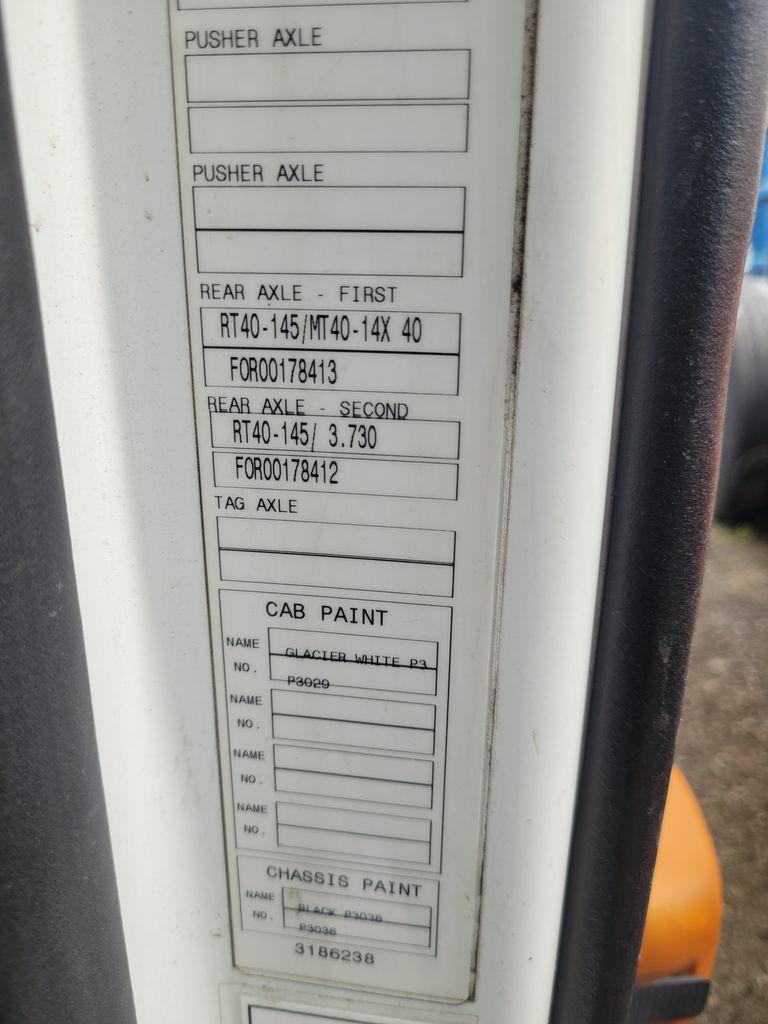 PUSHER AXLE
PUSHER AXLE
REAR AXLE - FIRST
RT40-145/MT40-14X 40
FOR00178413
REAR AXLE - SECOND
RT40-145/ 3.730
FOR00178412
TAG AXLE
CAB PAINT
NAME GLACIER WHITE P3
NO. P3029
NAME
NO.
NAME
NO.
NAME
NO.
CHASSIS PAINT
NAME BLACK P3036
NO. P3036
3186238